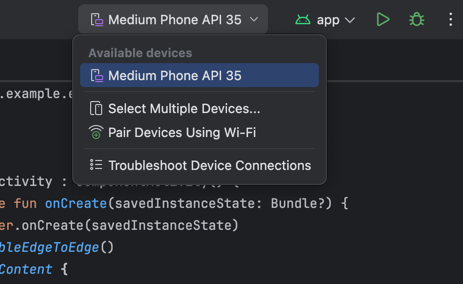 Medium Phone API 35
app
Available devices
Medium Phone API 35
.example.e
Select Multiple Devices...
Pair Devices Using Wi-Fi
Troubleshoot Device Connections
ctivity : 
e fun onCreate(savedInstanceState: Bundle?) {
er.onCreate(savedInstanceState)
bleEdgeToEdge()
Content {